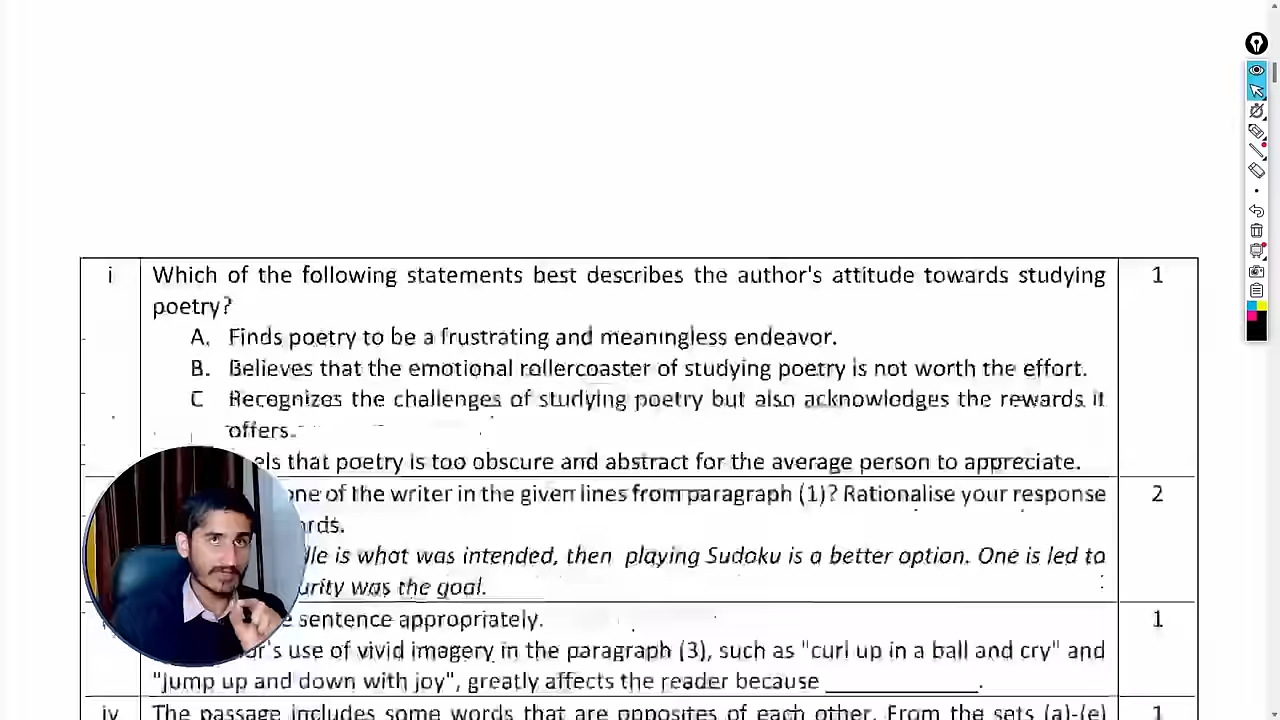 i Which of the following statements best describes the author's attitude towards studying 1
poetry?
A. Finds poetry to be a frustrating and meaningless endeavor.
B. Believes that the emotional rollercoaster of studying poetry is not worth the effort.
C Recognizes the challenges of studying poetry but also acknowledges the rewards it
offers.
els that poetry is too obscure and abstract for the average person to appreciate.
one of the writer in the given lines from paragraph (1)? Rationalise your response 2
rds.
le is what was intended, then playing Sudoku is a better option. One is led to
urity was the goal.
e sentence appropriately. 1
r's use of vivid imagery in the paragraph (3), such as "curl up in a ball and cry" and
"jump up and down with joy", greatly affects the reader because ____________.
iv The passage includes some words that are opposites of each other. From the sets (a)-(e) 1